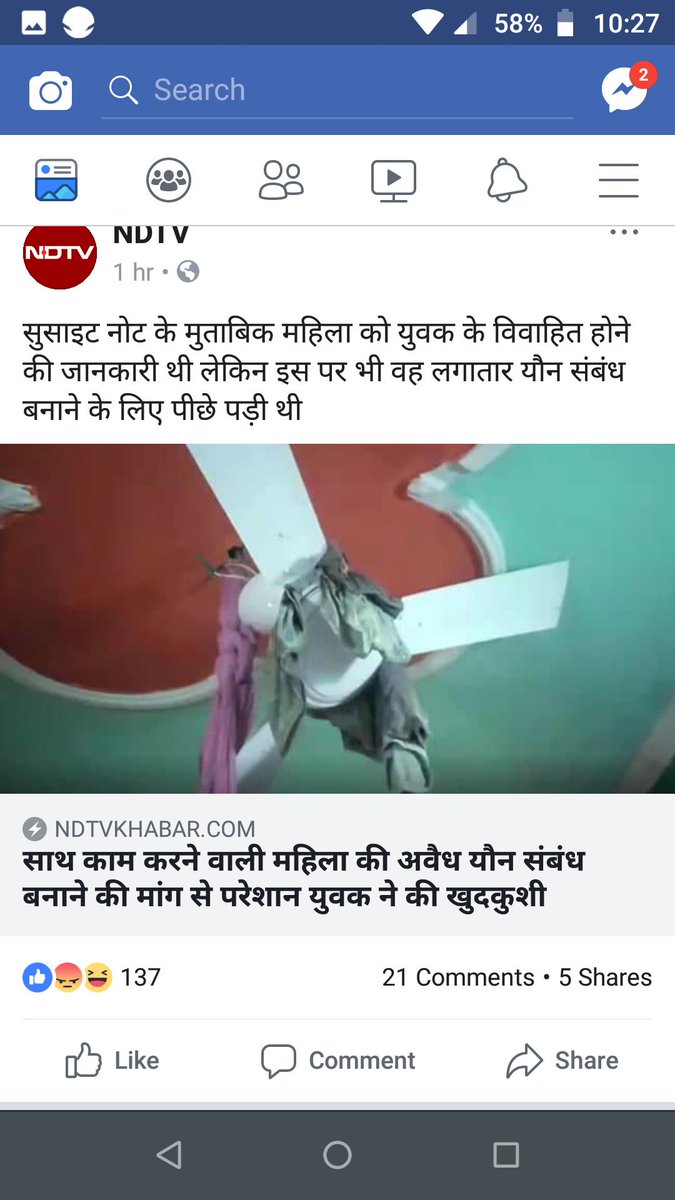 58% 10:27
Search
2
NDTV
NDTV
1 hr •
सुसाइट नोट के मुताबिक महिला को युवक के विवाहित होने
की जानकारी थी लेकिन इस पर भी वह लगातार यौन संबंध
बनाने के लिए पीछे पड़ी थी
NDTVKHABAR.COM
साथ काम करने वाली महिला की अवैध यौन संबंध
बनाने की मांग से परेशान युवक ने की खुदकुशी
137 21 Comments • 5 Shares
Like Comment Share